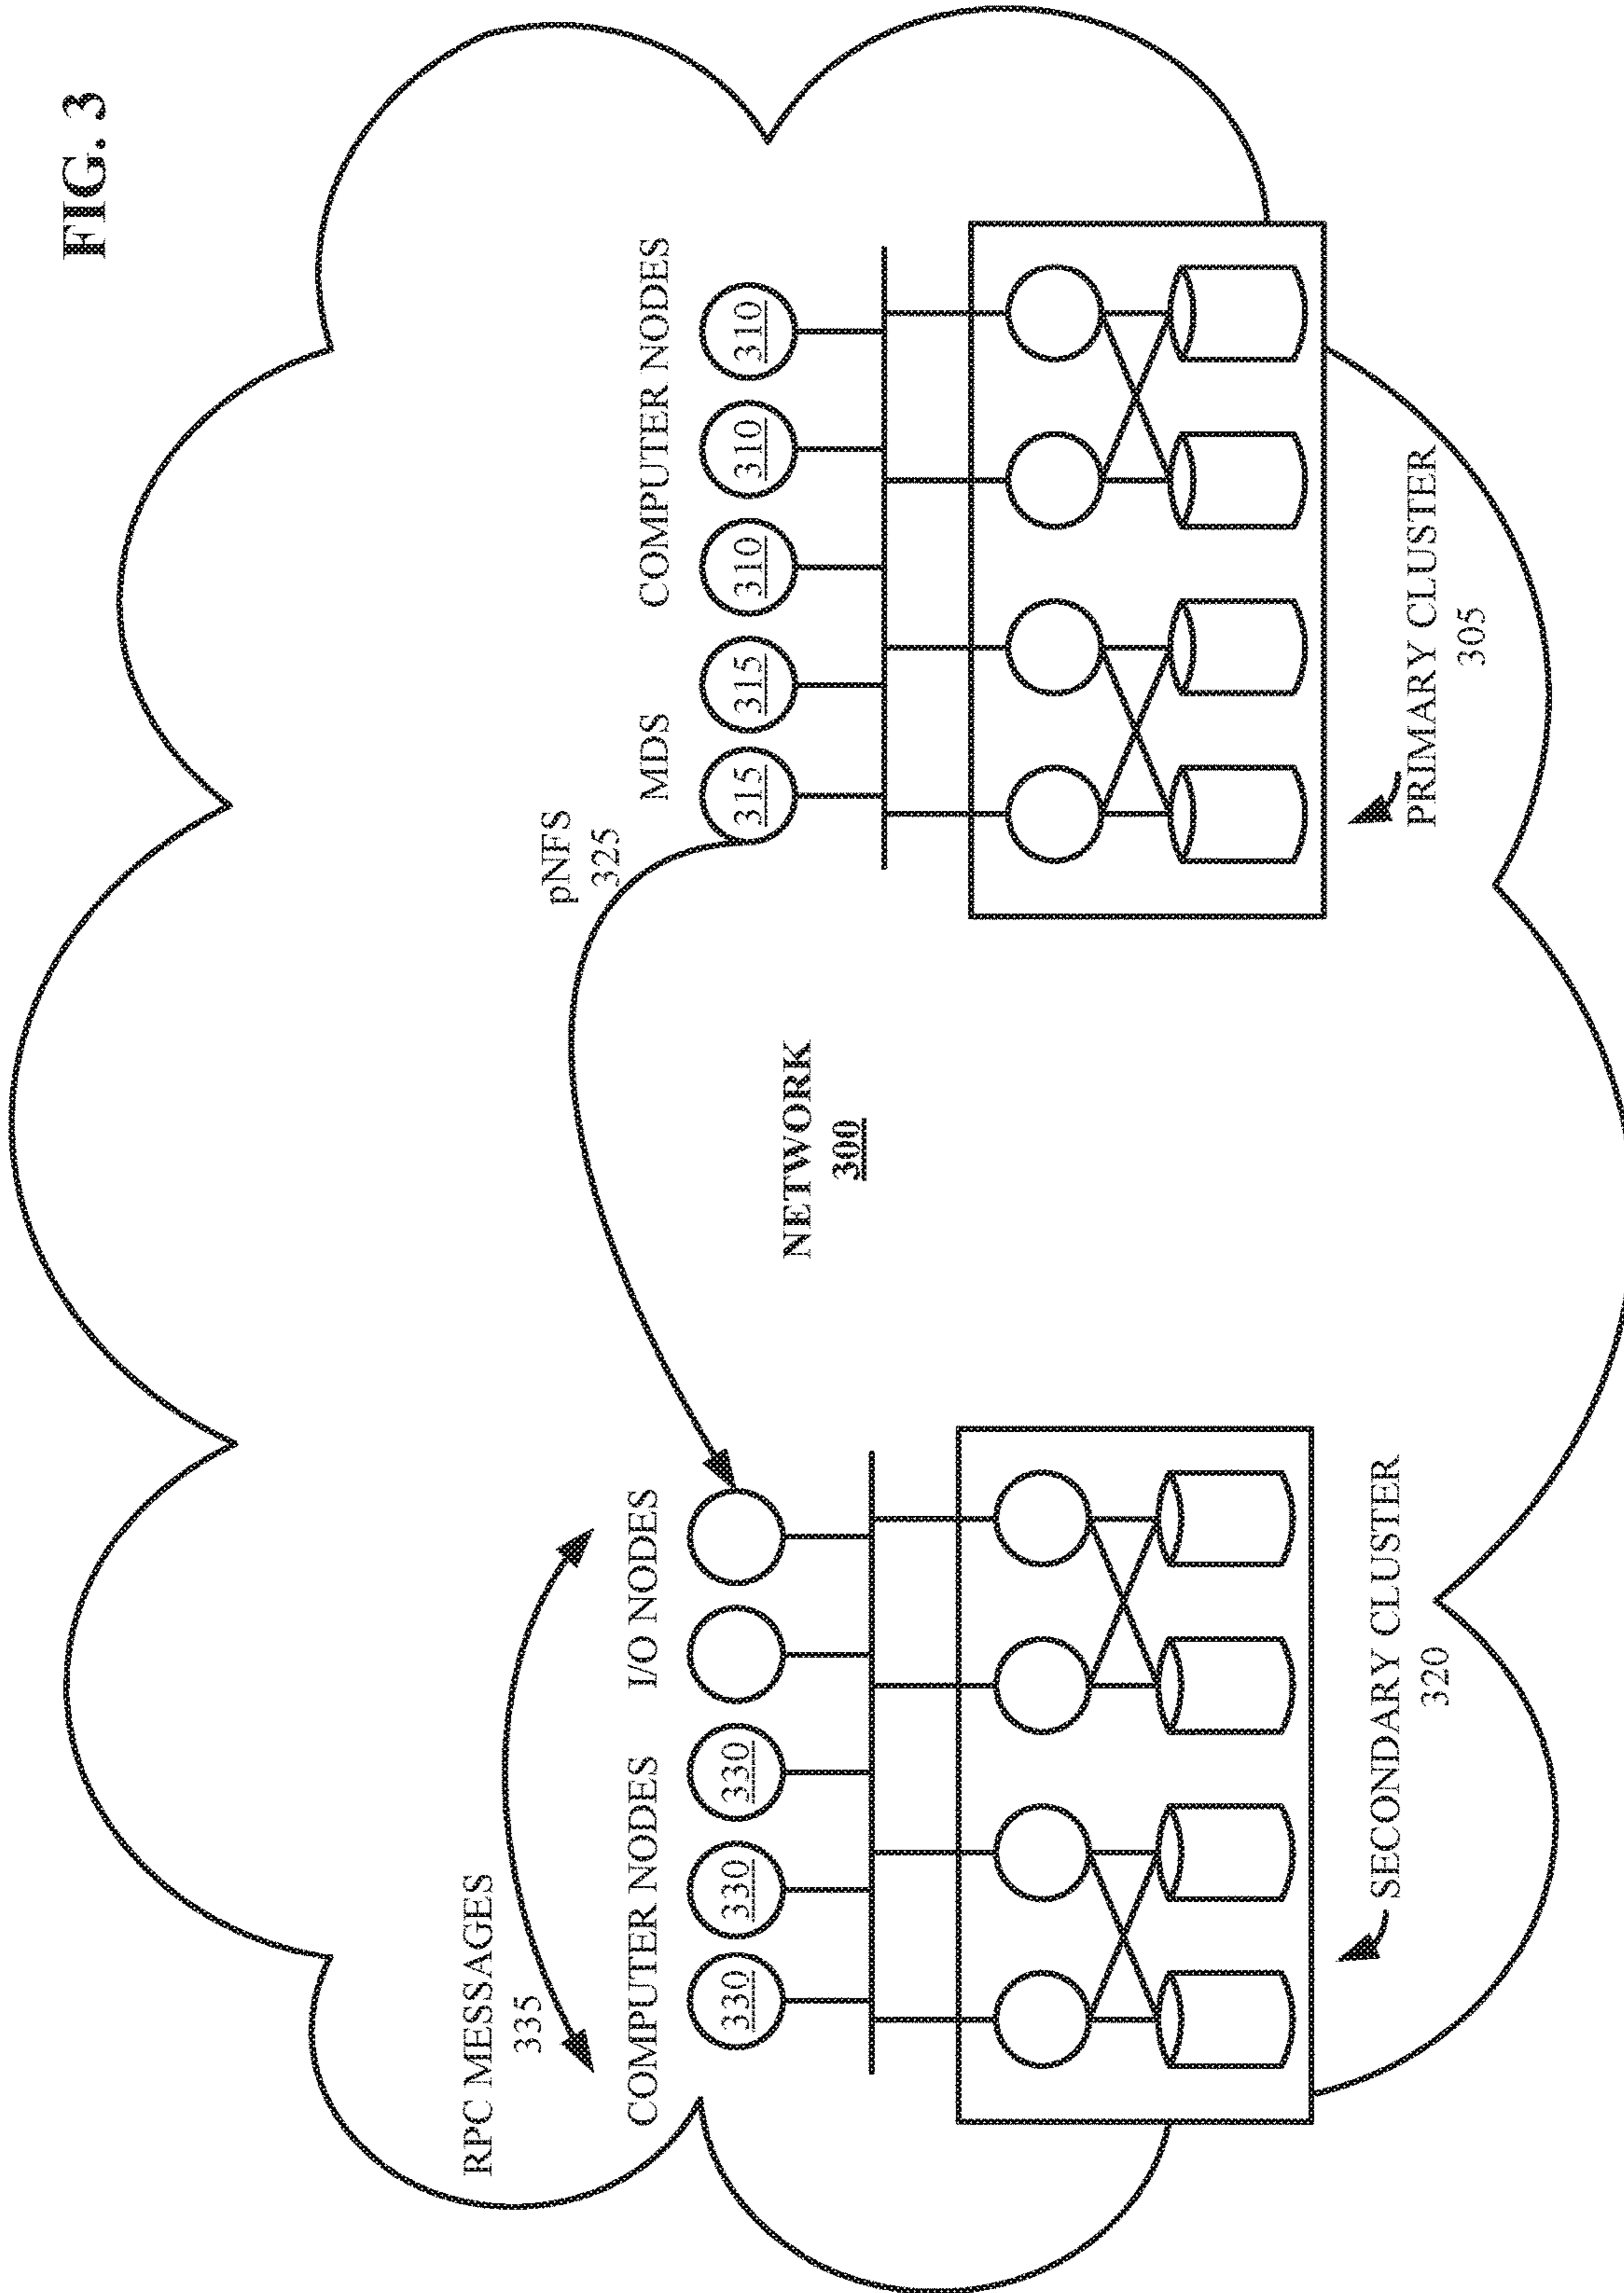 FIG. 3
RPC MESSAGES
335
COMPUTER NODES
I/O NODES
330
330
330
SECONDARY CLUSTER
320
NETWORK
300
pNFS
325
MDS
COMPUTER NODES
315
315
310
310
310
PRIMARY CLUSTER
305